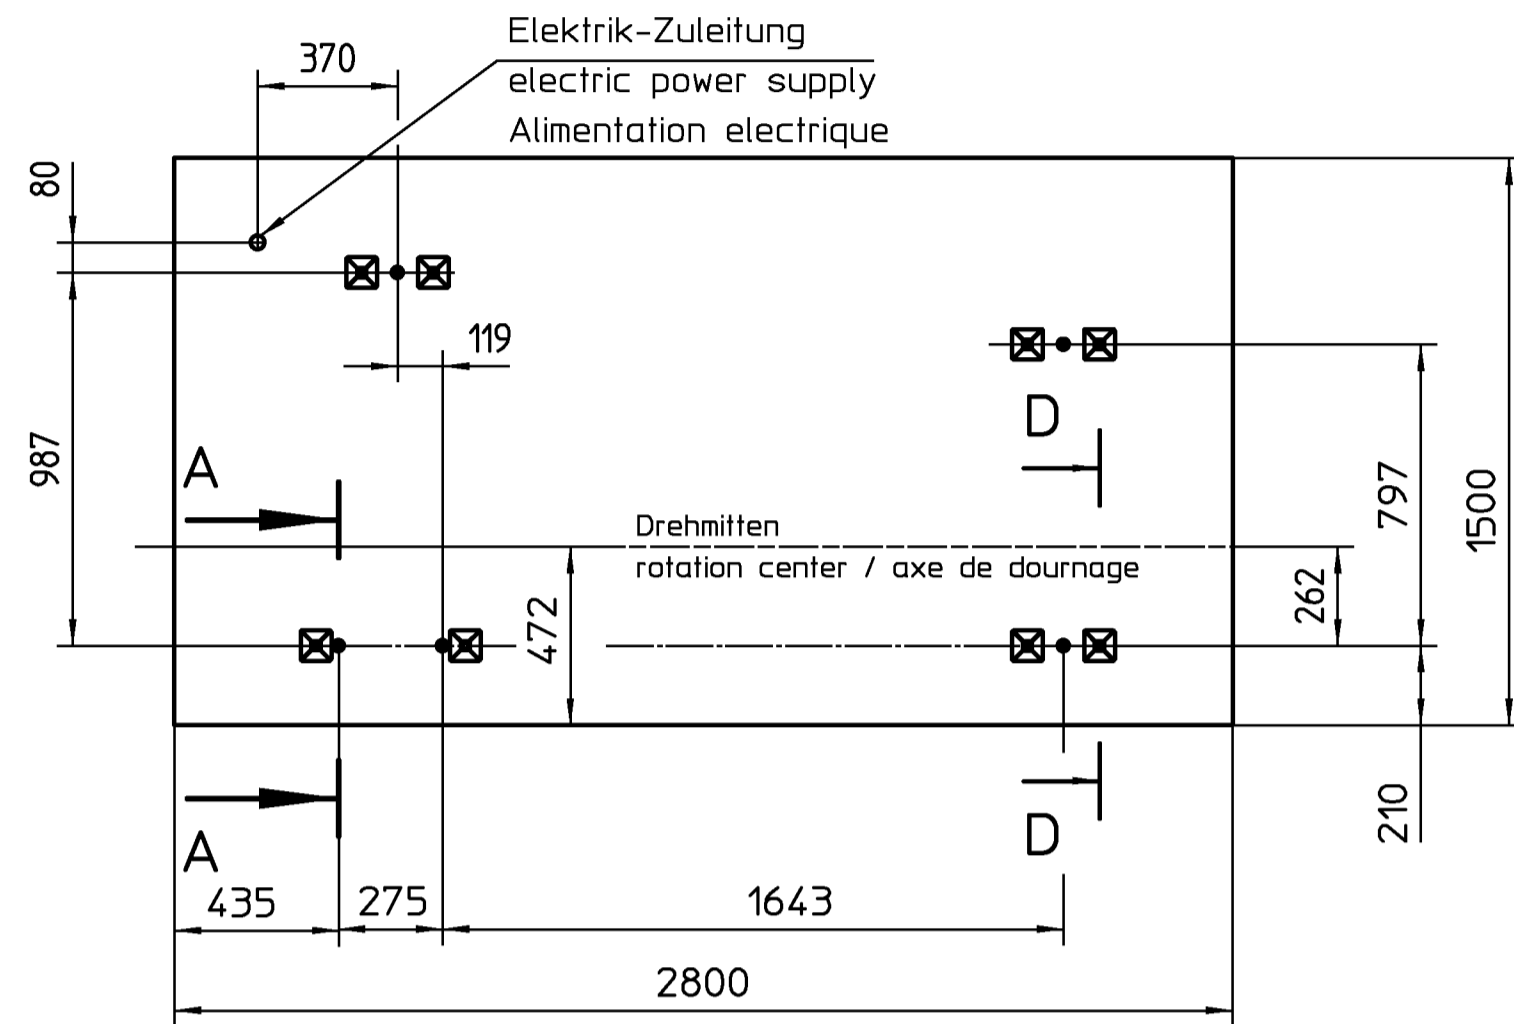 Elektrik-Zuleitung
370
electric power supply
Alimentation electrique
80
119
987
A
D
797
1500
Drehmitten
rotation center / axe de dournage
262
472
210
A
D
435
275
1643
2800